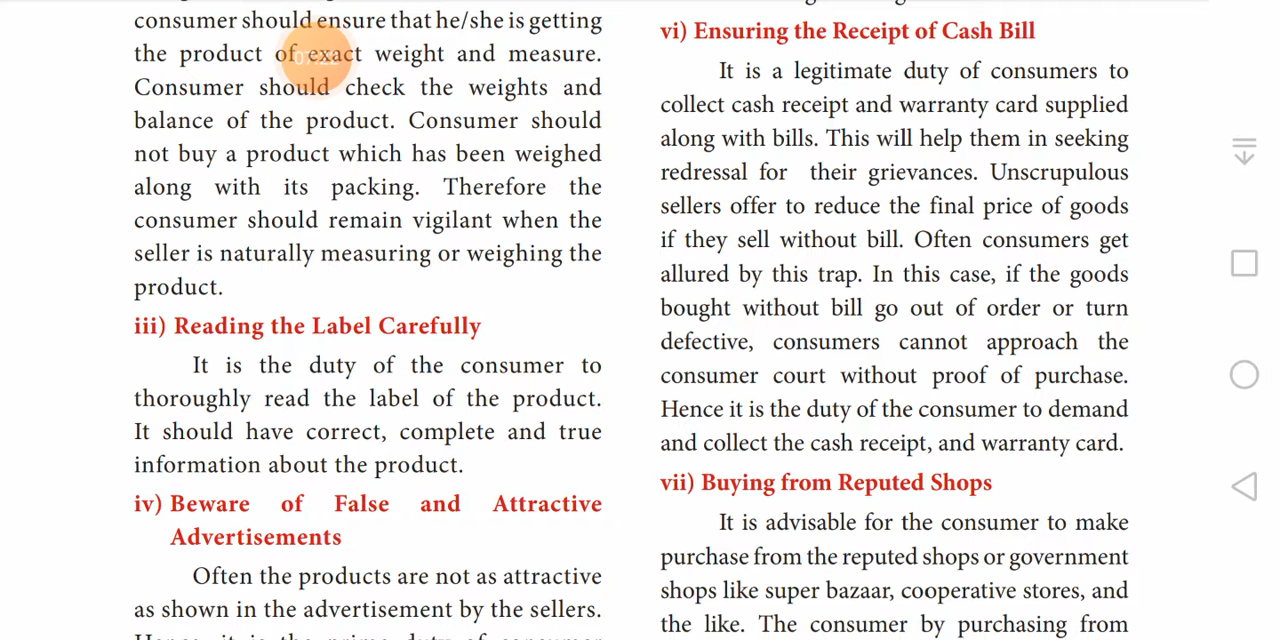 consumer should ensure that he/she is getting
the product of exact weight and measure.
Consumer should check the weights and
balance of the product. Consumer should
not buy a product which has been weighed
along with its packing. Therefore the
consumer should remain vigilant when the
seller is naturally measuring or weighing the
product.
iii) Reading the Label Carefully
It is the duty of the consumer to
thoroughly read the label of the product.
It should have correct, complete and true
information about the product.
iv) Beware of False and Attractive
Advertisements
Often the products are not as attractive
as shown in the advertisement by the sellers.
Hence it is the prime duty of consumer
vi) Ensuring the Receipt of Cash Bill
It is a legitimate duty of consumers to
collect cash receipt and warranty card supplied
along with bills. This will help them in seeking
redressal for their grievances. Unscrupulous
sellers offer to reduce the final price of goods
if they sell without bill. Often consumers get
allured by this trap. In this case, if the goods
bought without bill go out of order or turn
defective, consumers cannot approach the
consumer court without proof of purchase.
Hence it is the duty of the consumer to demand
and collect the cash receipt, and warranty card.
vii) Buying from Reputed Shops
It is advisable for the consumer to make
purchase from the reputed shops or government
shops like super bazaar, cooperative stores, and
the like. The consumer by purchasing from